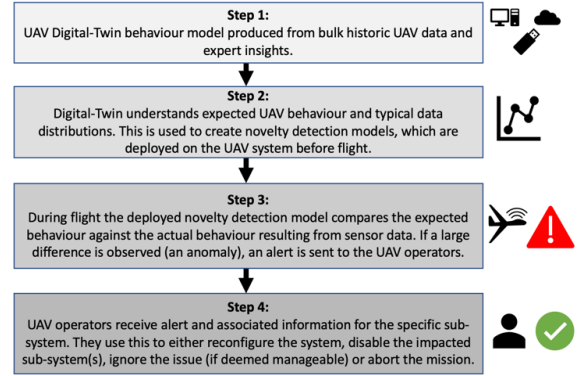 Step 1:
UAV Digital-Twin behaviour model produced from bulk historic UAV data and
expert insights.
Step 2:
Digital-Twin understands expected UAV behaviour and typical data
distributions. This is used to create novelty detection models, which are
deployed on the UAV system before flight.
Step 3:
During flight the deployed novelty detection model compares the expected
behaviour against the actual behaviour resulting from sensor data. If a large
difference is observed (an anomaly), an alert is sent to the UAV operators.
Step 4:
UAV operators receive alert and associated information for the specific sub-
system. They use this to either reconfigure the system, disable the impacted
sub-system(s), ignore the issue (if deemed manageable) or abort the mission.